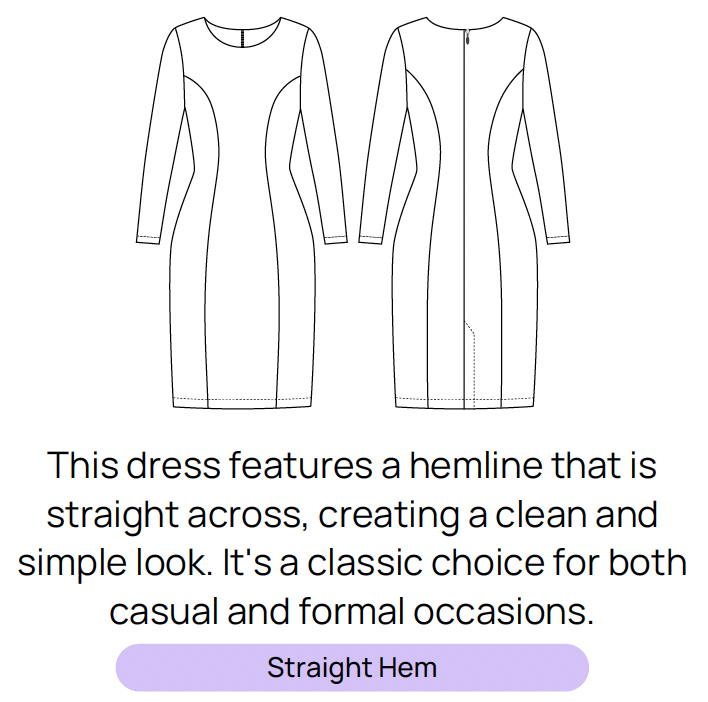 This dress features a hemline that is
straight across, creating a clean and
simple look. It's a classic choice for both
casual and formal occasions.
Straight Hem